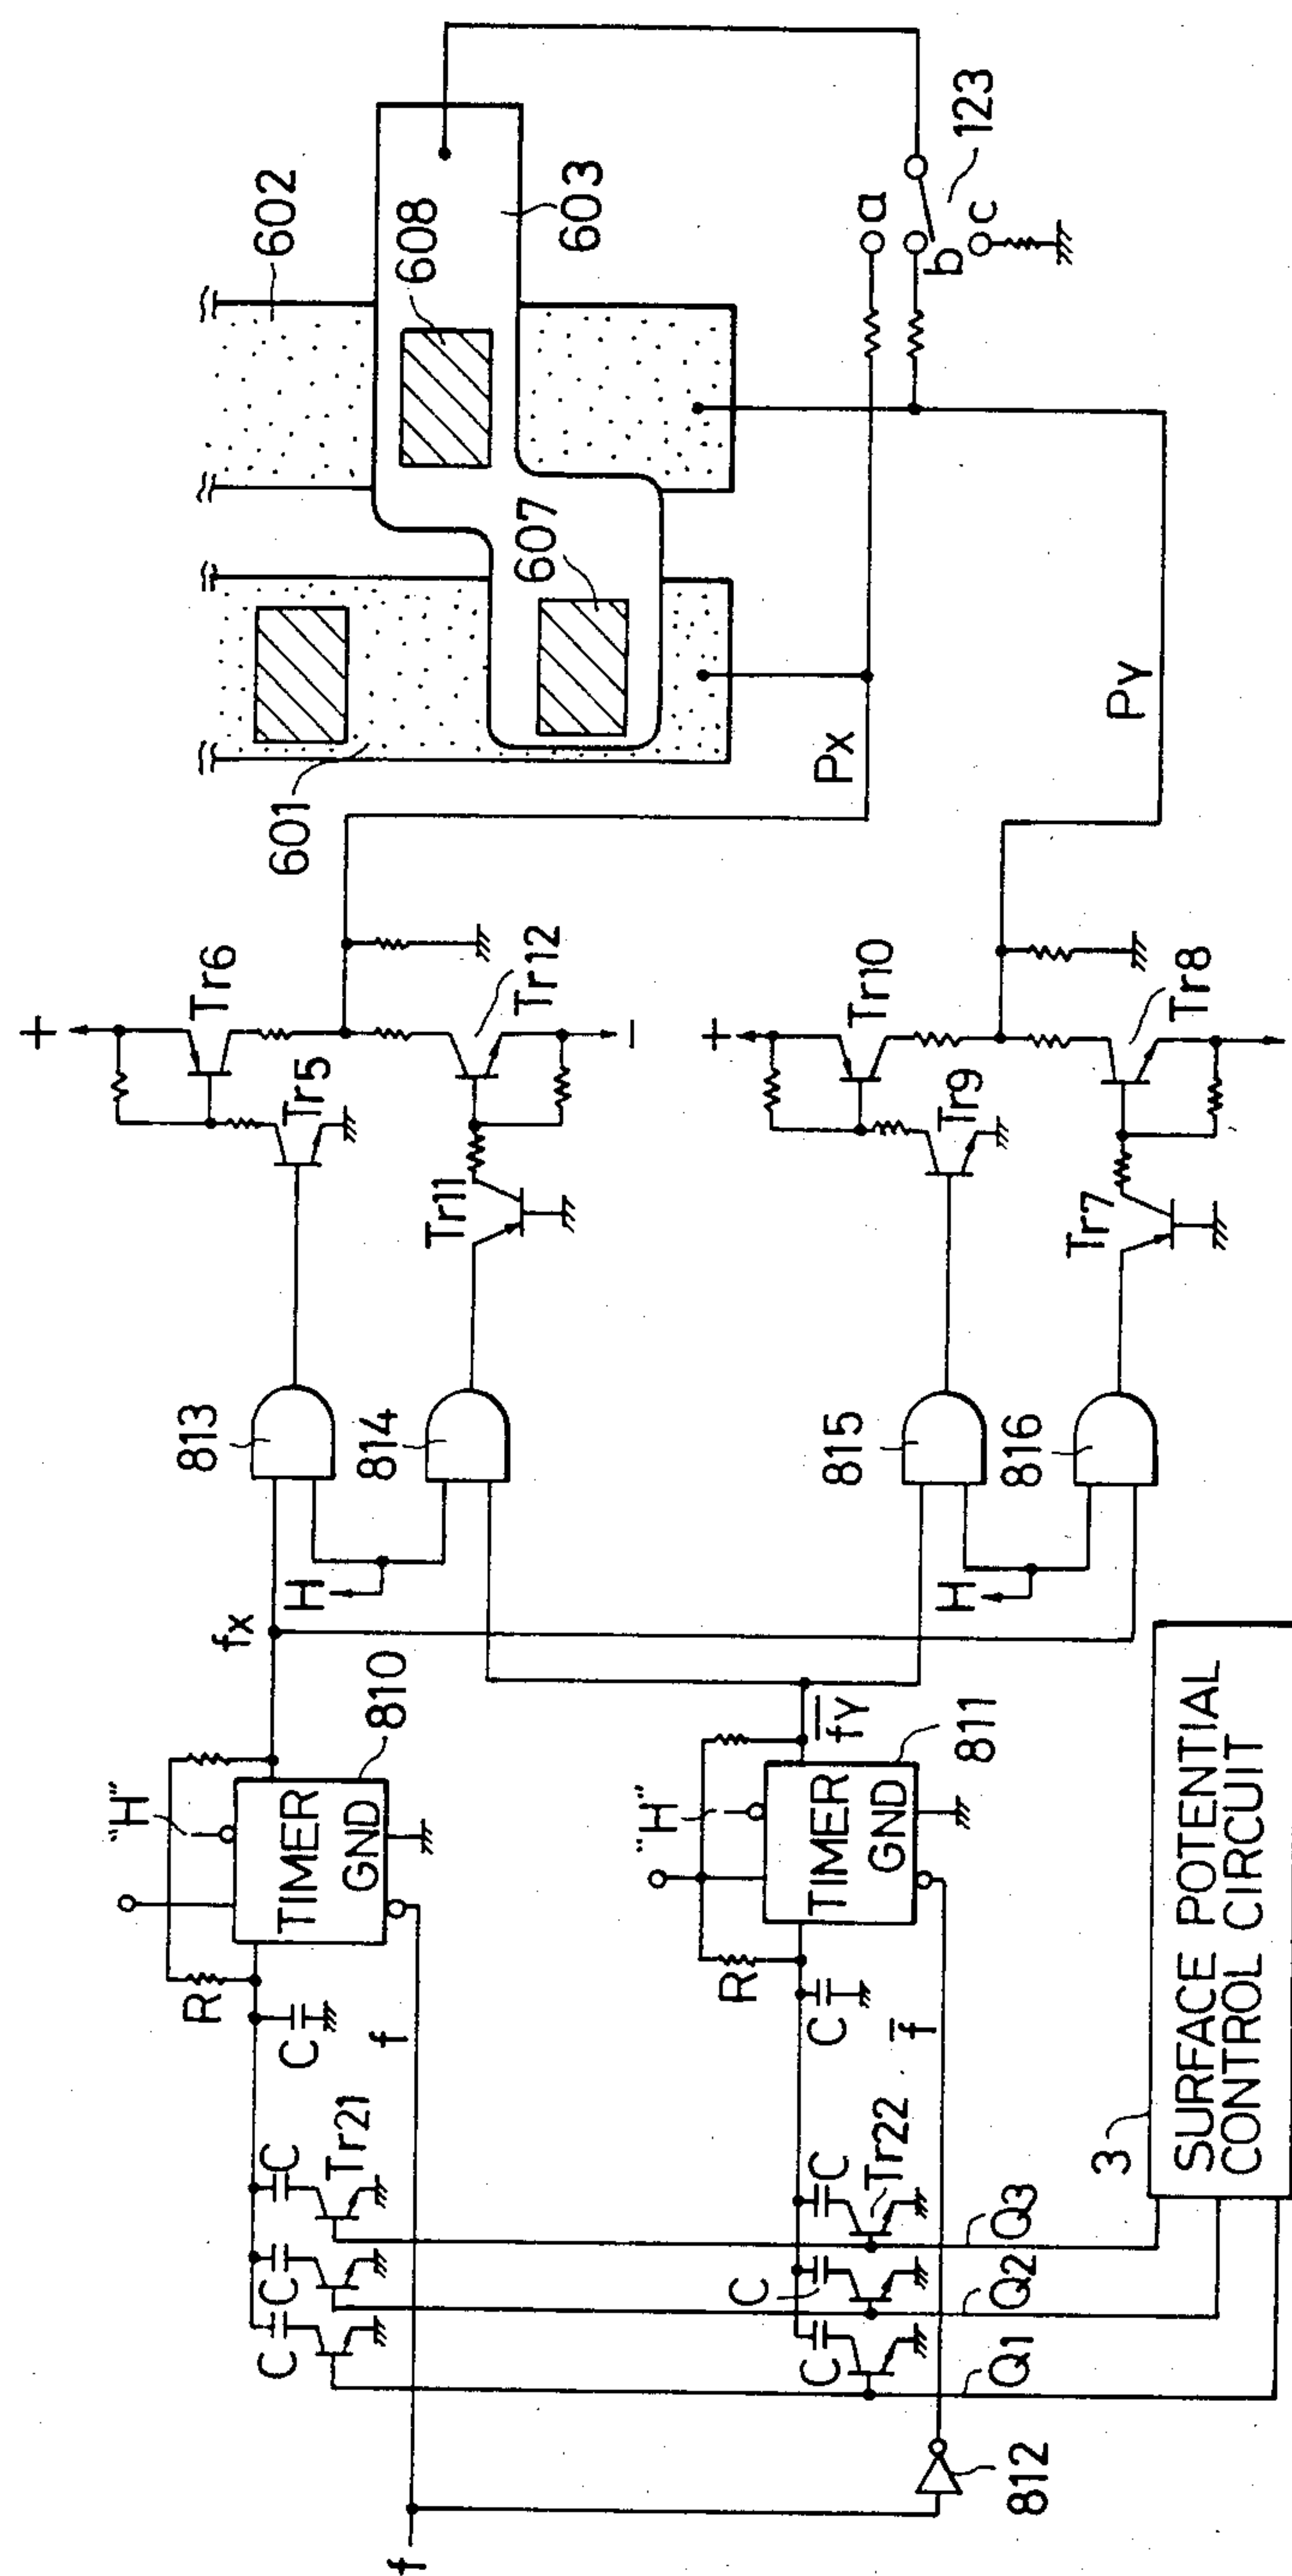 f
812
Q1
Q2
Q3
3
SURFACE POTENTIAL
CONTROL CIRCUIT
C
C
C
Tr21
C
R
f
"H"
TIMER
GND
810
fx
C
C
C
Tr22
C
R
f̅
"H"
TIMER
GND
811
f̅y̅
H
813
814
H
815
816
+
Tr5
Tr6
Tr11
Tr12
−
+
Tr9
Tr10
Tr7
Tr8
Px
Py
601
602
607
608
603
a
b
c
123